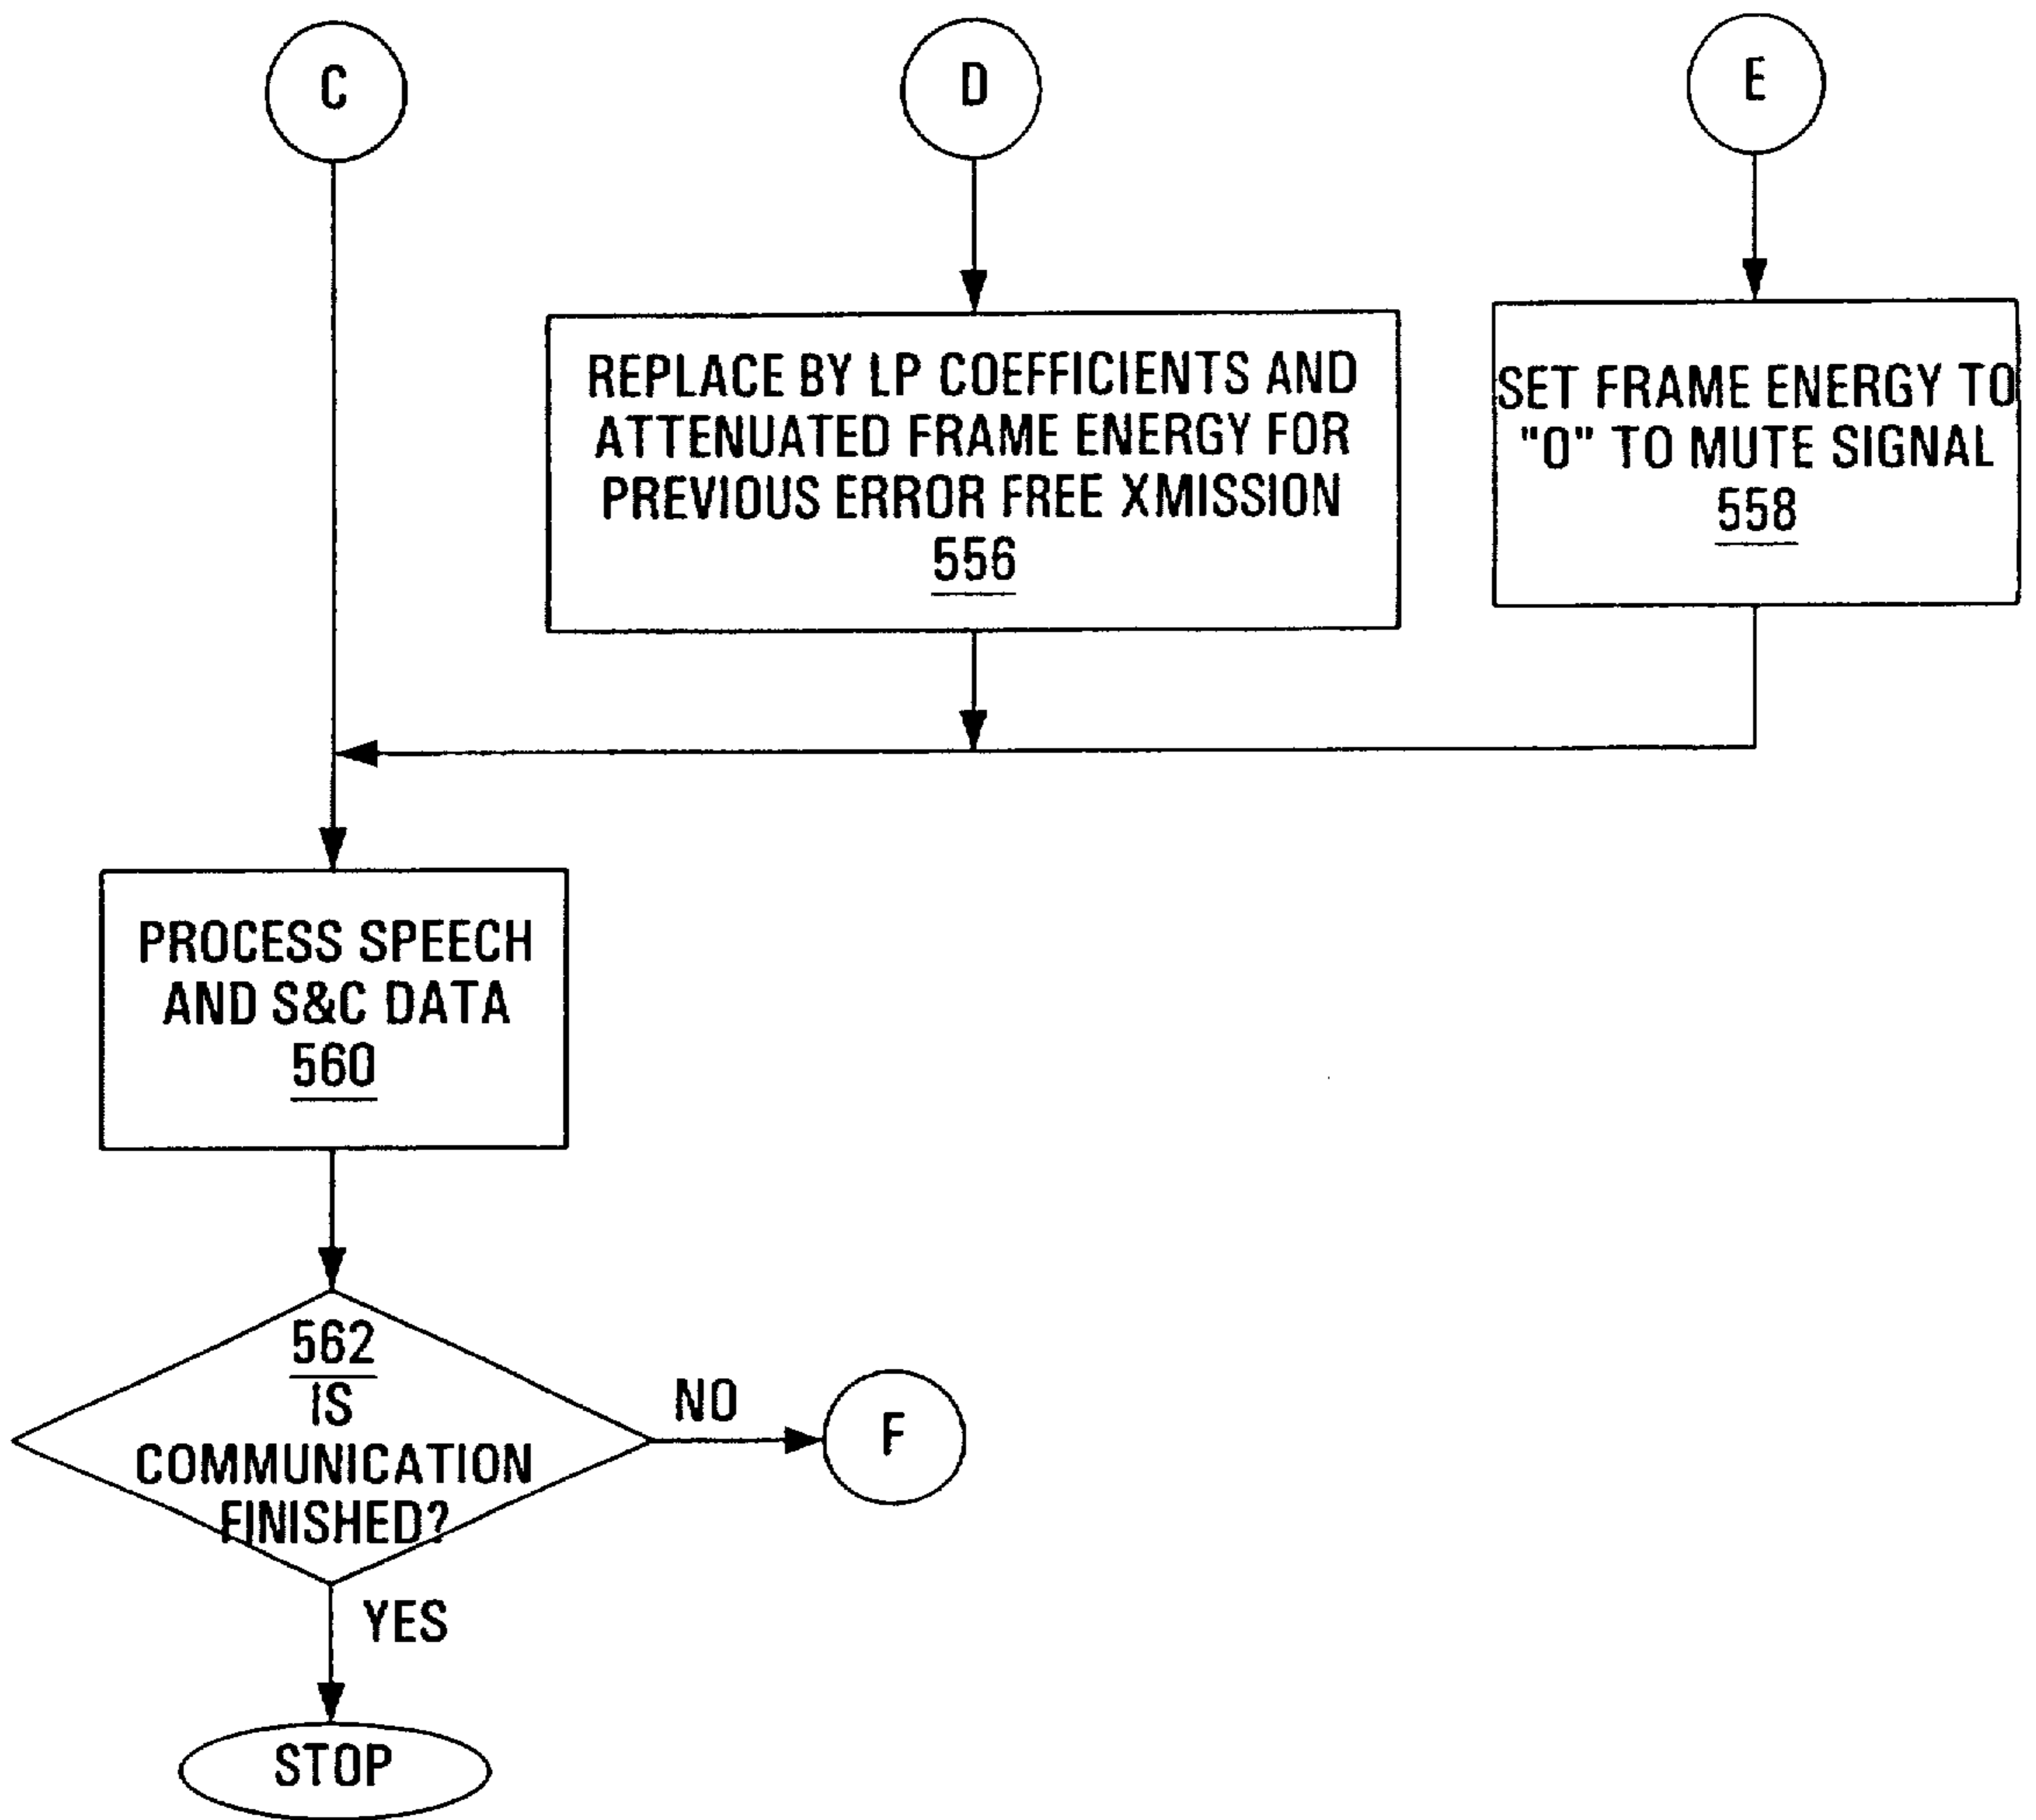 C
D
E
REPLACE BY LP COEFFICIENTS AND
ATTENUATED FRAME ENERGY FOR
PREVIOUS ERROR FREE XMISSION
556
SET FRAME ENERGY TO
"0" TO MUTE SIGNAL
558
PROCESS SPEECH
AND S&C DATA
560
562
IS
COMMUNICATION
FINISHED?
NO
F
YES
STOP